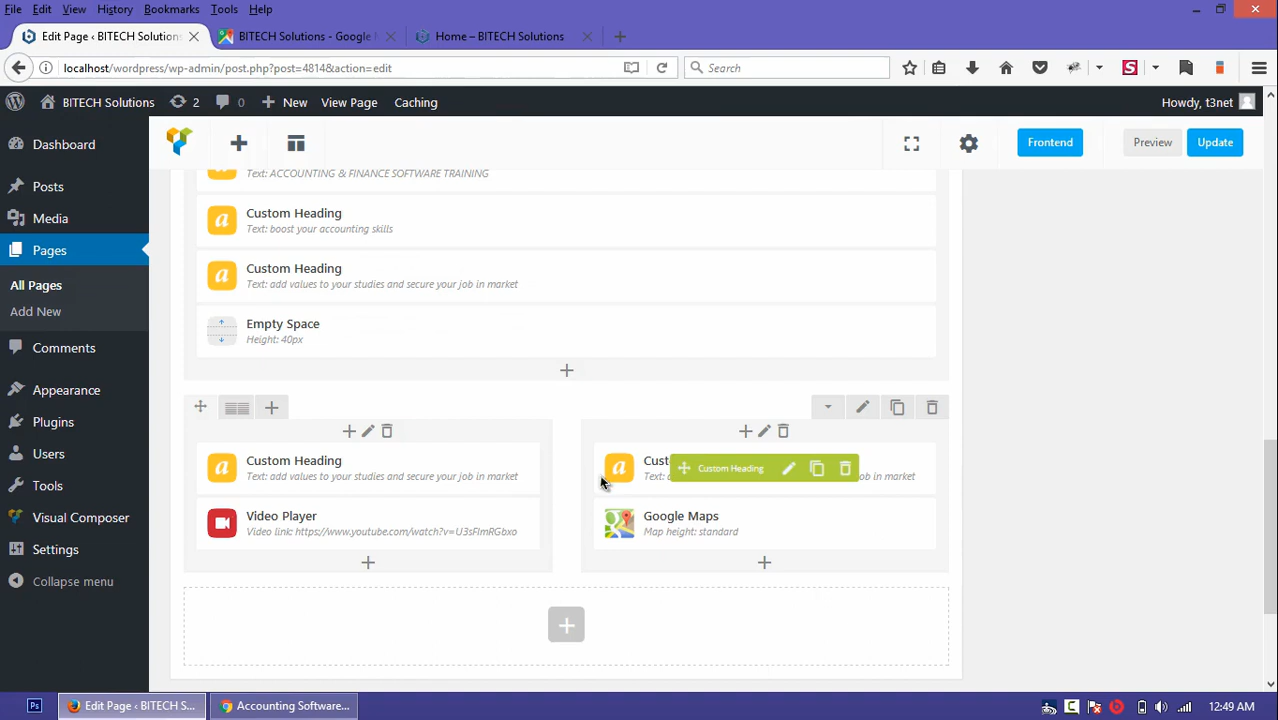 File Edit View History Bookmarks Tools Help
Edit Page ‹ BITECH Solutions
BITECH Solutions - Google
Home – BITECH Solutions
localhost/wordpress/wp-admin/post.php?post=4814&action=edit
Search
BITECH Solutions 2 0 New View Page Caching Howdy, t3net
Dashboard
Posts
Media
Pages
All Pages
Add New
Comments
Appearance
Plugins
Users
Tools
Visual Composer
Settings
Collapse menu
Frontend Preview Update
Text: ACCOUNTING & FINANCE SOFTWARE TRAINING
Custom Heading
Text: boost your accounting skills
Custom Heading
Text: add values to your studies and secure your job in market
Empty Space
Height: 40px
Custom Heading
Text: add values to your studies and secure your job in market
Video Player
Video link: https://www.youtube.com/watch?v=U3sFImRGbxo
Custom Heading
Text: job in market
Google Maps
Map height: standard
Edit Page ‹ BITECH S...
Accounting Software...
12:49 AM